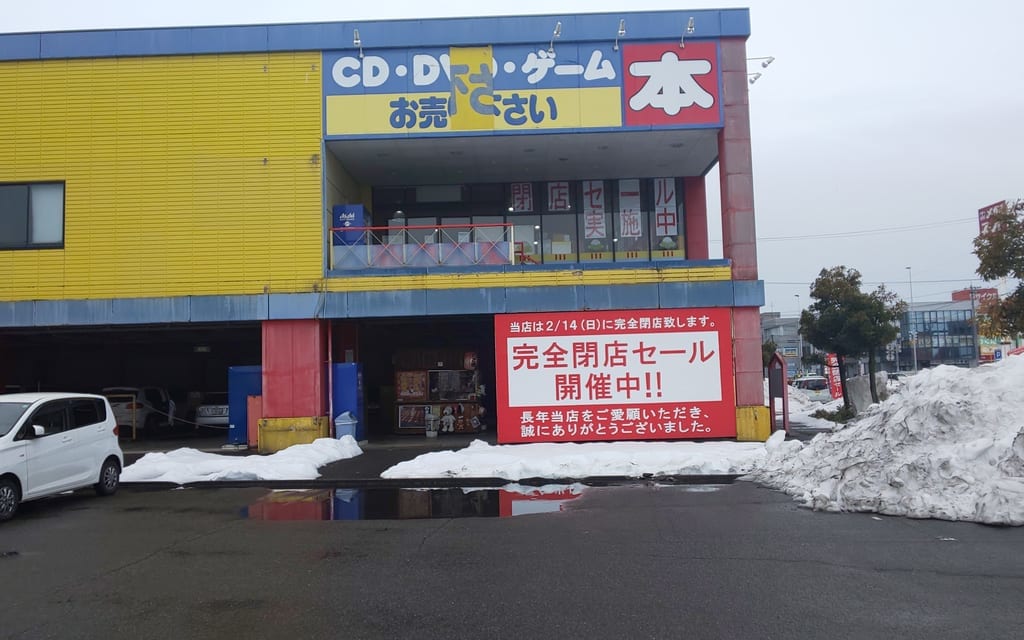 CD・DVD・ゲーム
本
お売下さい
閉店セール
実施中
Asahi
当店は2/14(日)に完全閉店致します。
完全閉店セール
開催中!!
長年当店をご愛顧いただき、
誠にありがとうございました。